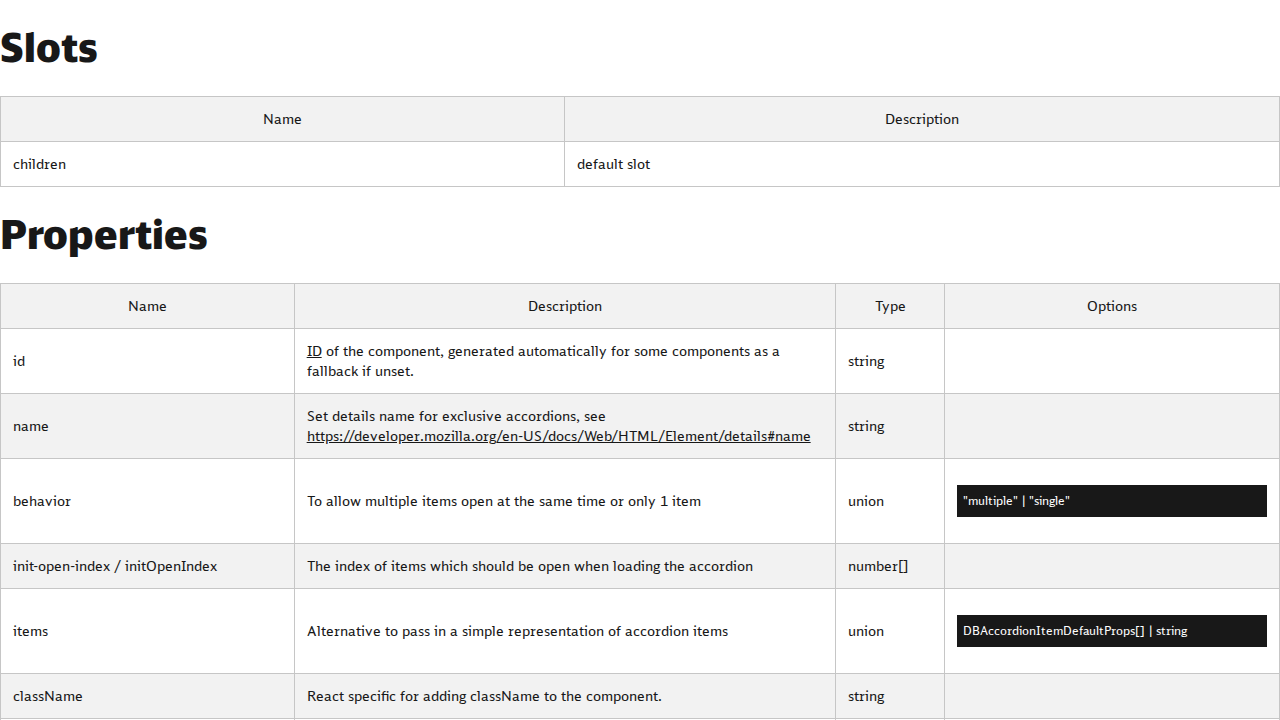 Slots
Name Description
children default slot
Properties
Name Description Type Options
id ID of the component, generated automatically for some components as a fallback if unset. string
name Set details name for exclusive accordions, see https://developer.mozilla.org/en-US/docs/Web/HTML/Element/details#name string
behavior To allow multiple items open at the same time or only 1 item union "multiple" | "single"
init-open-index / initOpenIndex The index of items which should be open when loading the accordion number[]
items Alternative to pass in a simple representation of accordion items union DBAccordionItemDefaultProps[] | string
className React specific for adding className to the component. string